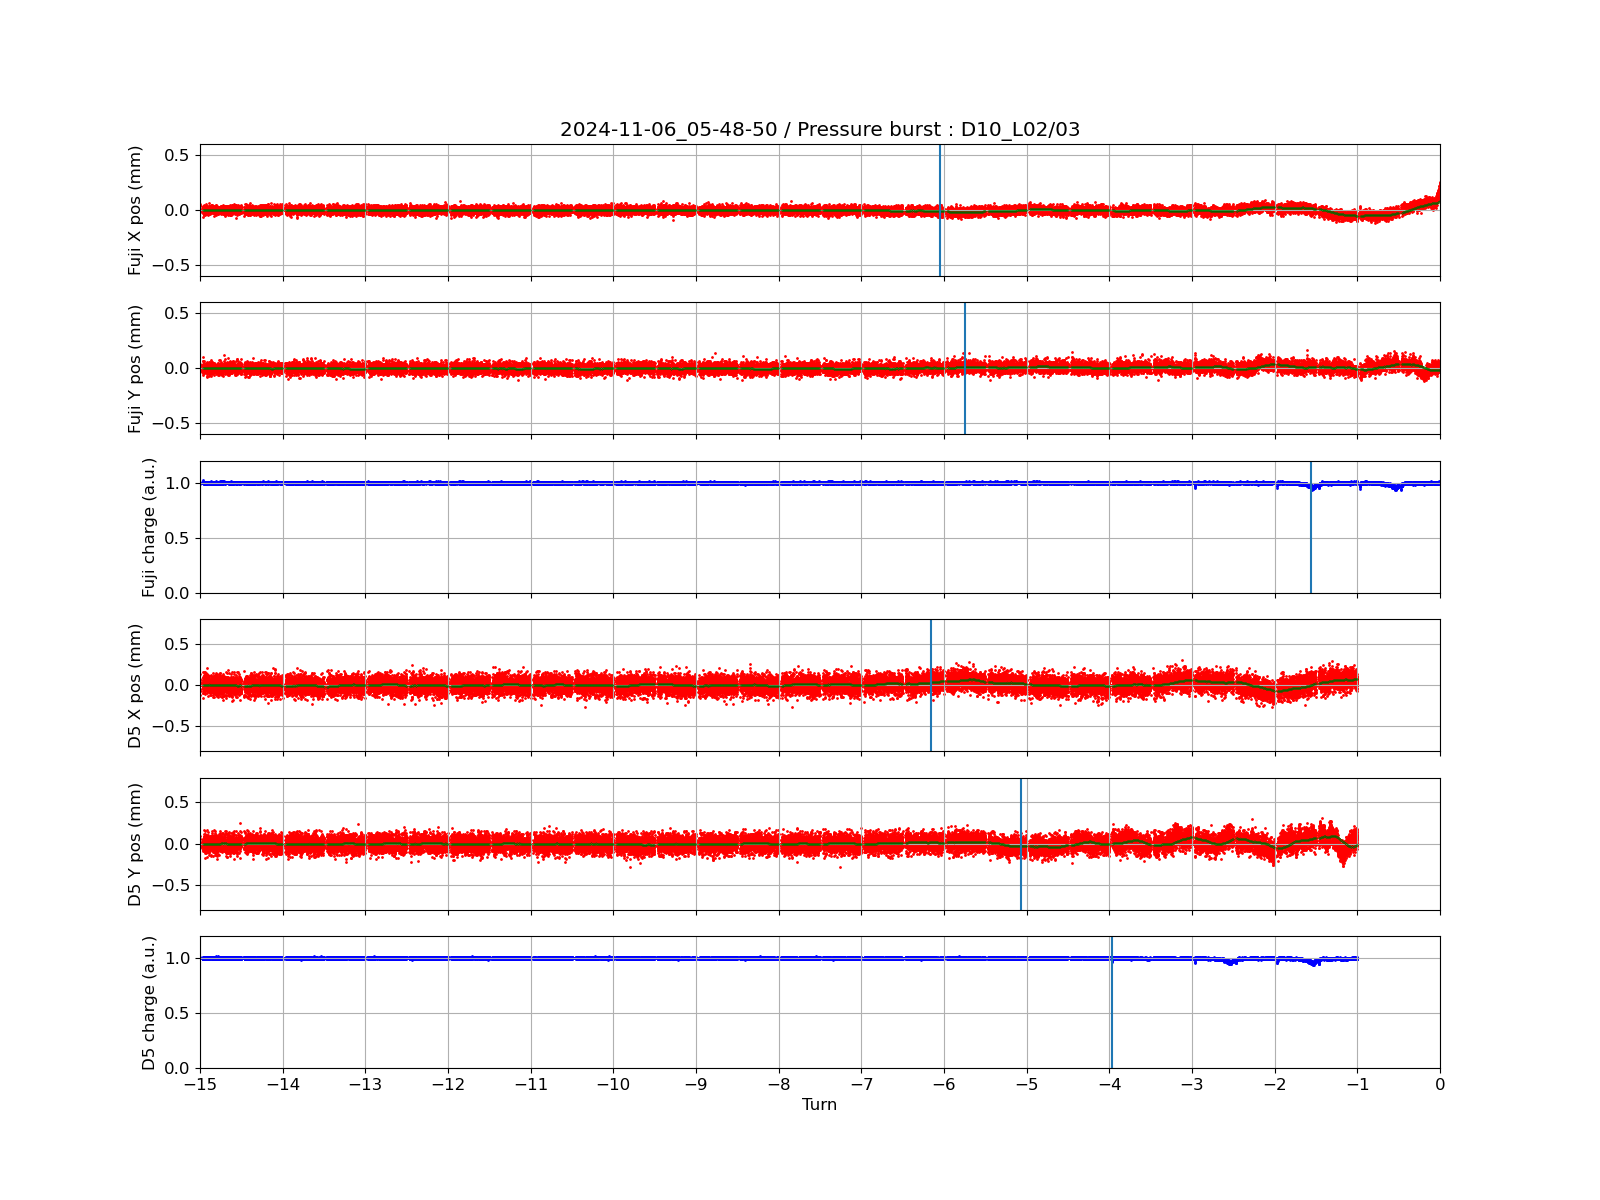 2024-11-06_05-48-50 / Pressure burst : D10_L02/03
Fuji X pos (mm)
0.5
0.0
−0.5
Fuji Y pos (mm)
0.5
0.0
−0.5
Fuji charge (a.u.)
1.0
0.5
0.0
D5 X pos (mm)
0.5
0.0
−0.5
D5 Y pos (mm)
0.5
0.0
−0.5
D5 charge (a.u.)
1.0
0.5
0.0
−15 −14 −13 −12 −11 −10 −9 −8 −7 −6 −5 −4 −3 −2 −1 0
Turn